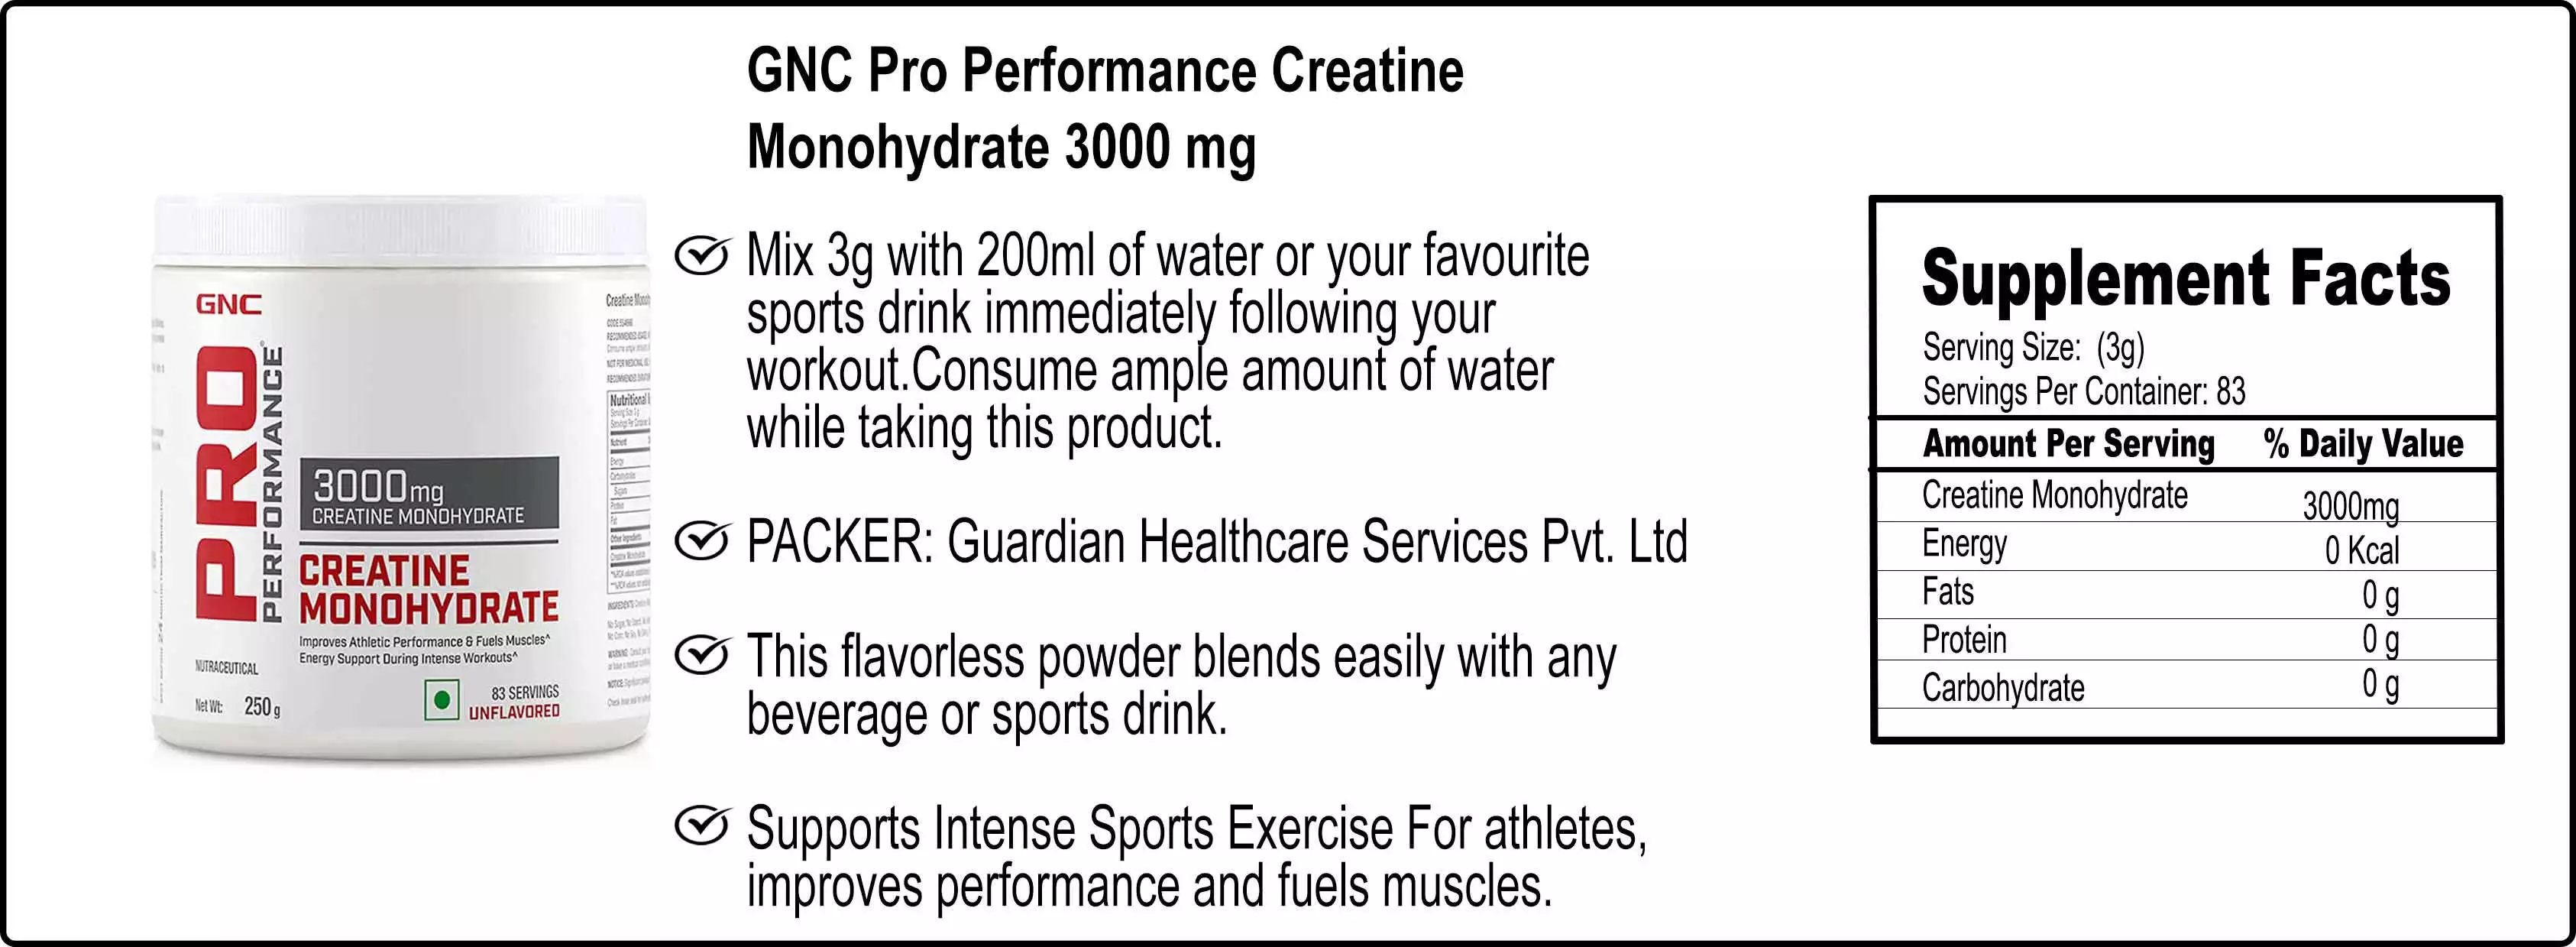 GNC Pro Performance Creatine
Monohydrate 3000 mg
Mix 3g with 200ml of water or your favourite
sports drink immediately following your
workout.Consume ample amount of water
while taking this product.
PACKER: Guardian Healthcare Services Pvt. Ltd
This flavorless powder blends easily with any
beverage or sports drink.
Supports Intense Sports Exercise For athletes,
improves performance and fuels muscles.
GNC
PRO
PERFORMANCE
3000mg
CREATINE MONOHYDRATE
CREATINE
MONOHYDRATE
Improves Athletic Performance & Fuels Muscles^
Energy Support During Intense Workouts^
NUTRACEUTICAL
Net Wt: 250 g
83 SERVINGS
UNFLAVORED
Supplement Facts
Serving Size: (3g)
Servings Per Container: 83
Amount Per Serving % Daily Value
Creatine Monohydrate 3000mg
Energy 0 Kcal
Fats 0 g
Protein 0 g
Carbohydrate 0 g